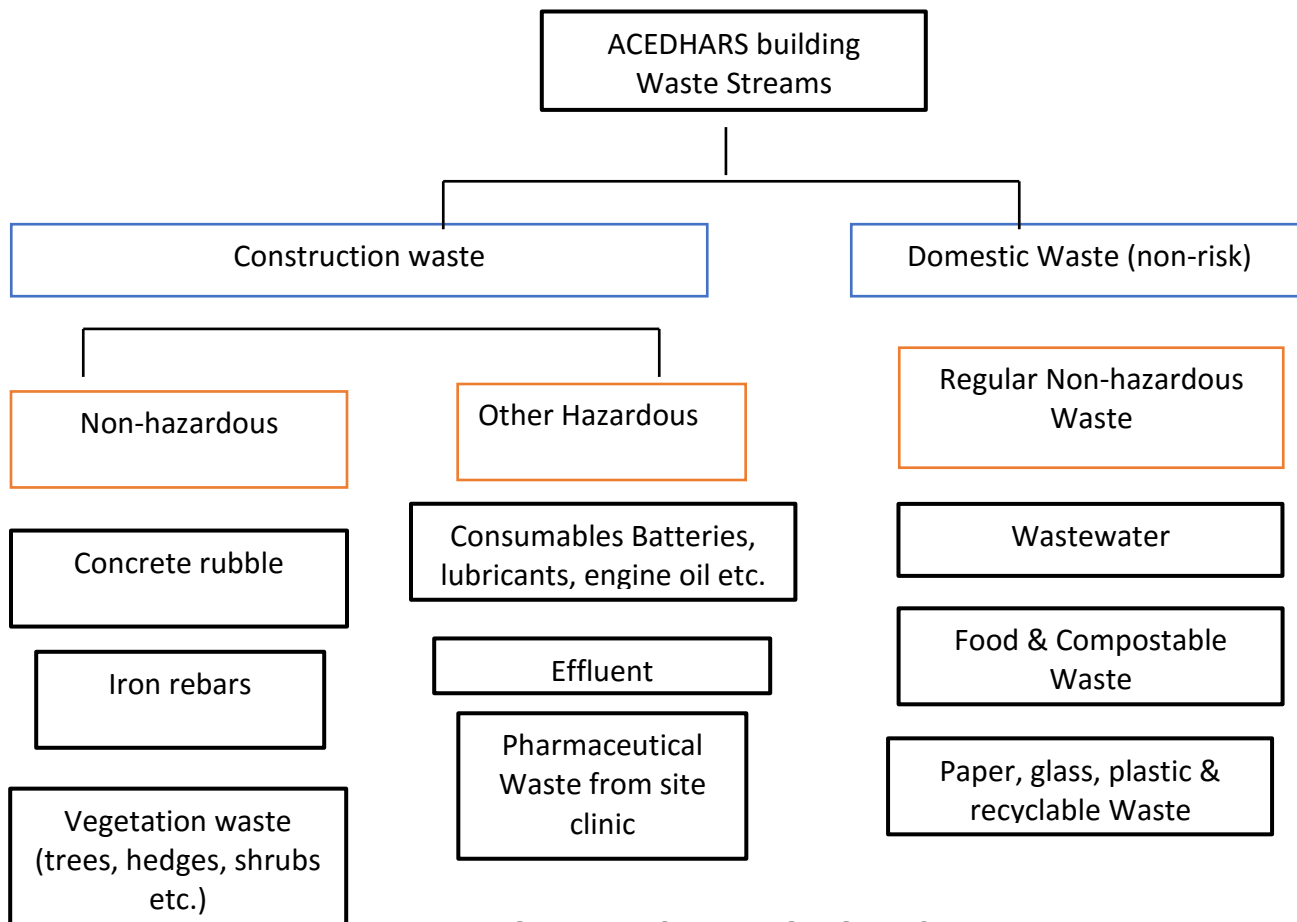 ACEDHARS building
Waste Streams
Construction waste
Domestic Waste (non-risk)
Non-hazardous
Other Hazardous
Regular Non-hazardous
Waste
Concrete rubble
Iron rebars
Vegetation waste
(trees, hedges, shrubs
etc.)
Consumables Batteries,
lubricants, engine oil etc.
Effluent
Pharmaceutical
Waste from site
clinic
Wastewater
Food & Compostable
Waste
Paper, glass, plastic &
recyclable Waste